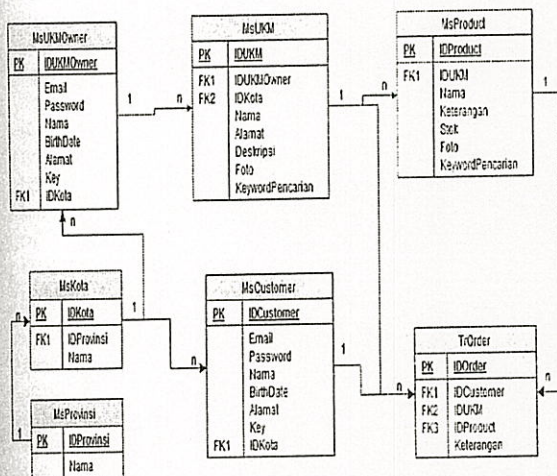 MsUKMOwner
PK IDUKMOwner
Email
Password
Nama
BirthDate
Alamat
Key
FK1 IDKota
1
n
MsUKM
PK IDUKM
FK1 IDUKMOwner
FK2 IDKota
Nama
Alamat
Deskripsi
Foto
KeywordPencarian
1
n
MsProduct
PK IDProduct
FK1 IDUKM
Nama
Keterangan
Stok
Foto
KeywordPencarian
1
n
MsKota
PK IDKota
FK1 IDProvinsi
Nama
1
n
n
MsCustomer
PK IDCustomer
Email
Password
Nama
BirthDate
Alamat
Key
FK1 IDKota
1
n
TrOrder
PK IDOrder
FK1 IDCustomer
FK2 IDUKM
FK3 IDProduct
Keterangan
n
MsProvinsi
PK IDProvinsi
Nama
1